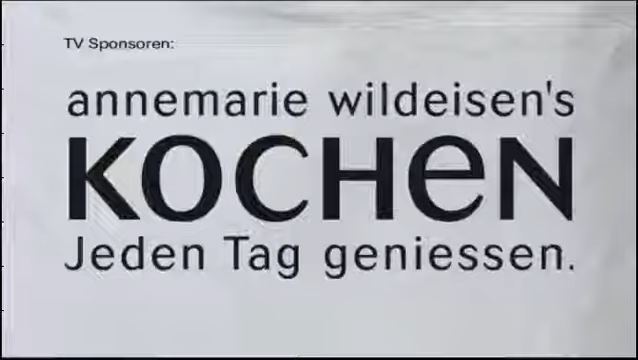 TV Sponsoren:
annemarie wildeisen's
KOCHeN
Jeden Tag geniessen.